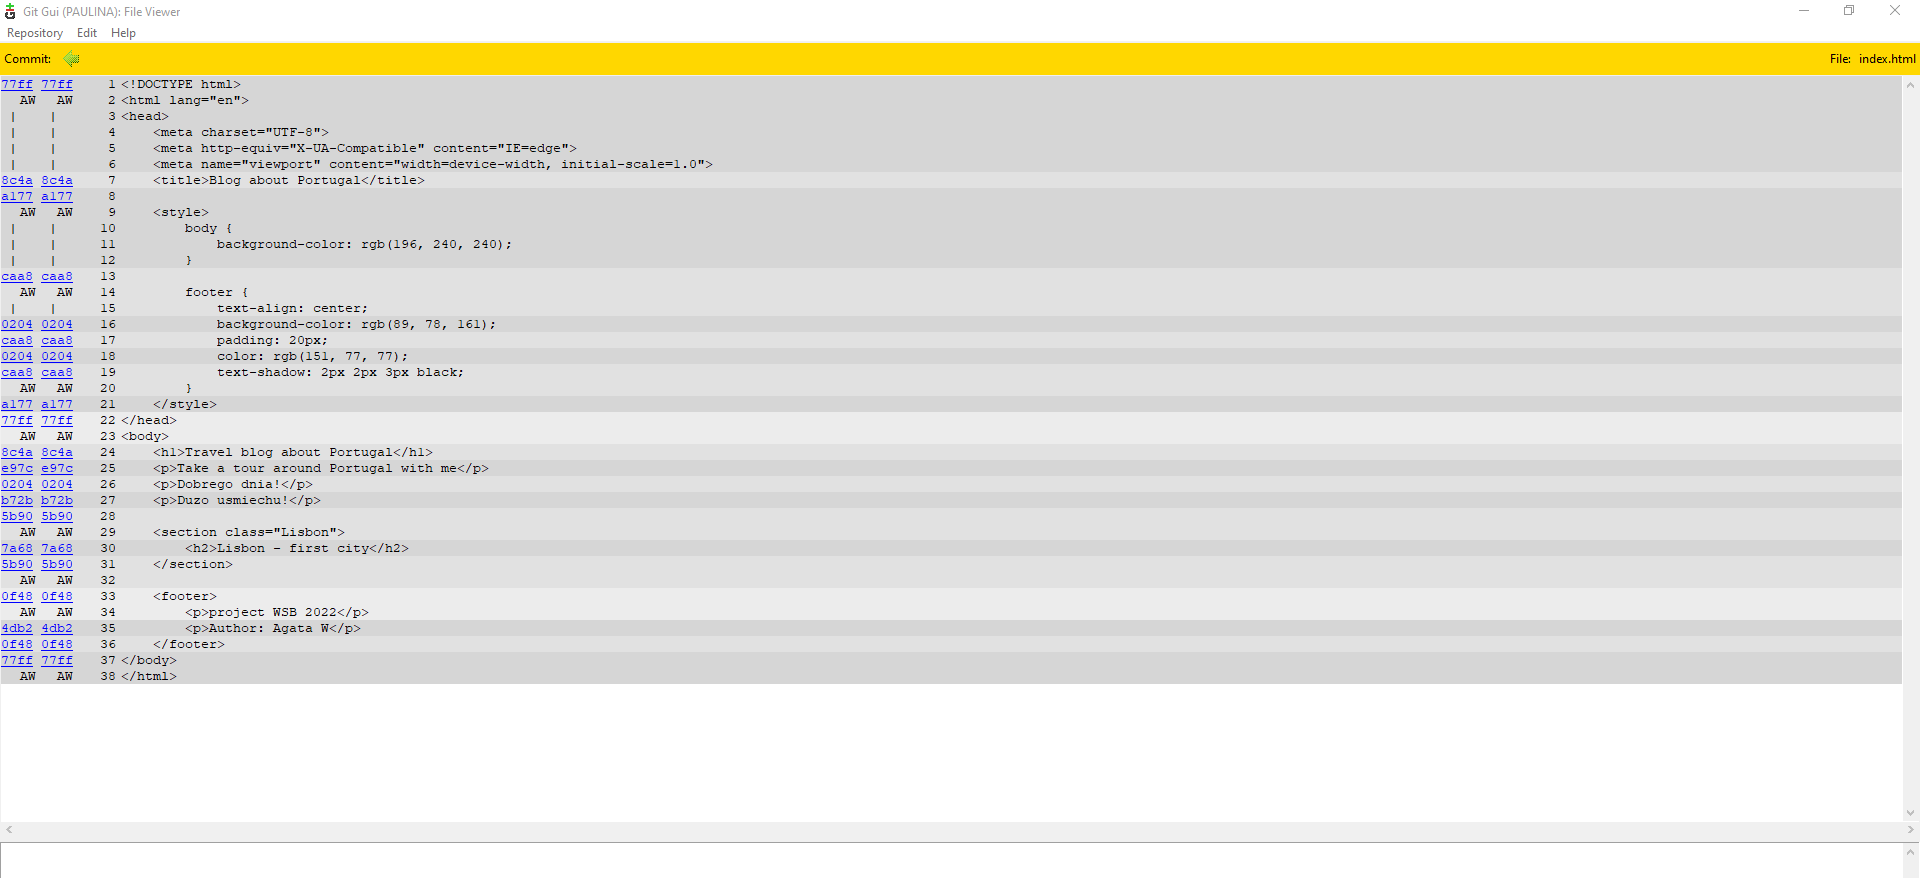 Git Gui (PAULINA): File Viewer
Repository Edit Help
Commit: File: index.html
77ff 77ff 1 <!DOCTYPE html>
AW AW 2 <html lang="en">
| | 3 <head>
| | 4     <meta charset="UTF-8">
| | 5     <meta http-equiv="X-UA-Compatible" content="IE=edge">
| | 6     <meta name="viewport" content="width=device-width, initial-scale=1.0">
8c4a 8c4a 7     <title>Blog about Portugal</title>
a177 a177 8
AW AW 9     <style>
| | 10         body {
| | 11             background-color: rgb(196, 240, 240);
| | 12         }
caa8 caa8 13
AW AW 14         footer {
| | 15             text-align: center;
0204 0204 16             background-color: rgb(89, 78, 161);
caa8 caa8 17             padding: 20px;
0204 0204 18             color: rgb(151, 77, 77);
caa8 caa8 19             text-shadow: 2px 2px 3px black;
AW AW 20         }
a177 a177 21     </style>
77ff 77ff 22 </head>
AW AW 23 <body>
8c4a 8c4a 24     <h1>Travel blog about Portugal</h1>
e97c e97c 25     <p>Take a tour around Portugal with me</p>
0204 0204 26     <p>Dobrego dnia!</p>
b72b b72b 27     <p>Duzo usmiechu!</p>
5b90 5b90 28
AW AW 29     <section class="Lisbon">
7a68 7a68 30         <h2>Lisbon - first city</h2>
5b90 5b90 31     </section>
AW AW 32
0f48 0f48 33     <footer>
AW AW 34         <p>project WSB 2022</p>
4db2 4db2 35         <p>Author: Agata W</p>
0f48 0f48 36     </footer>
77ff 77ff 37 </body>
AW AW 38 </html>